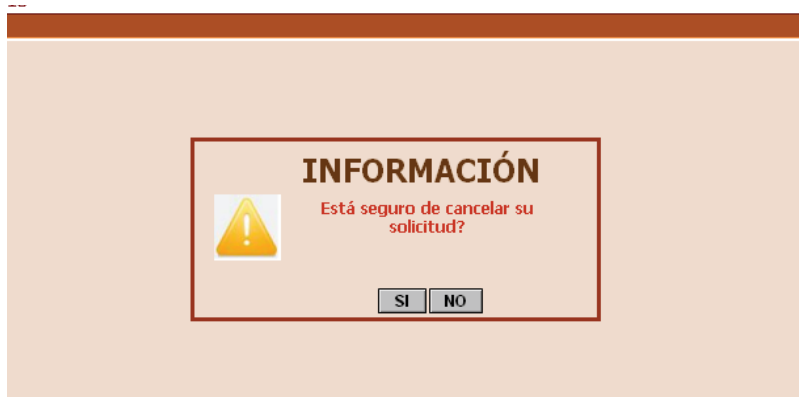 INFORMACIÓN
Está seguro de cancelar su
solicitud?
SI NO